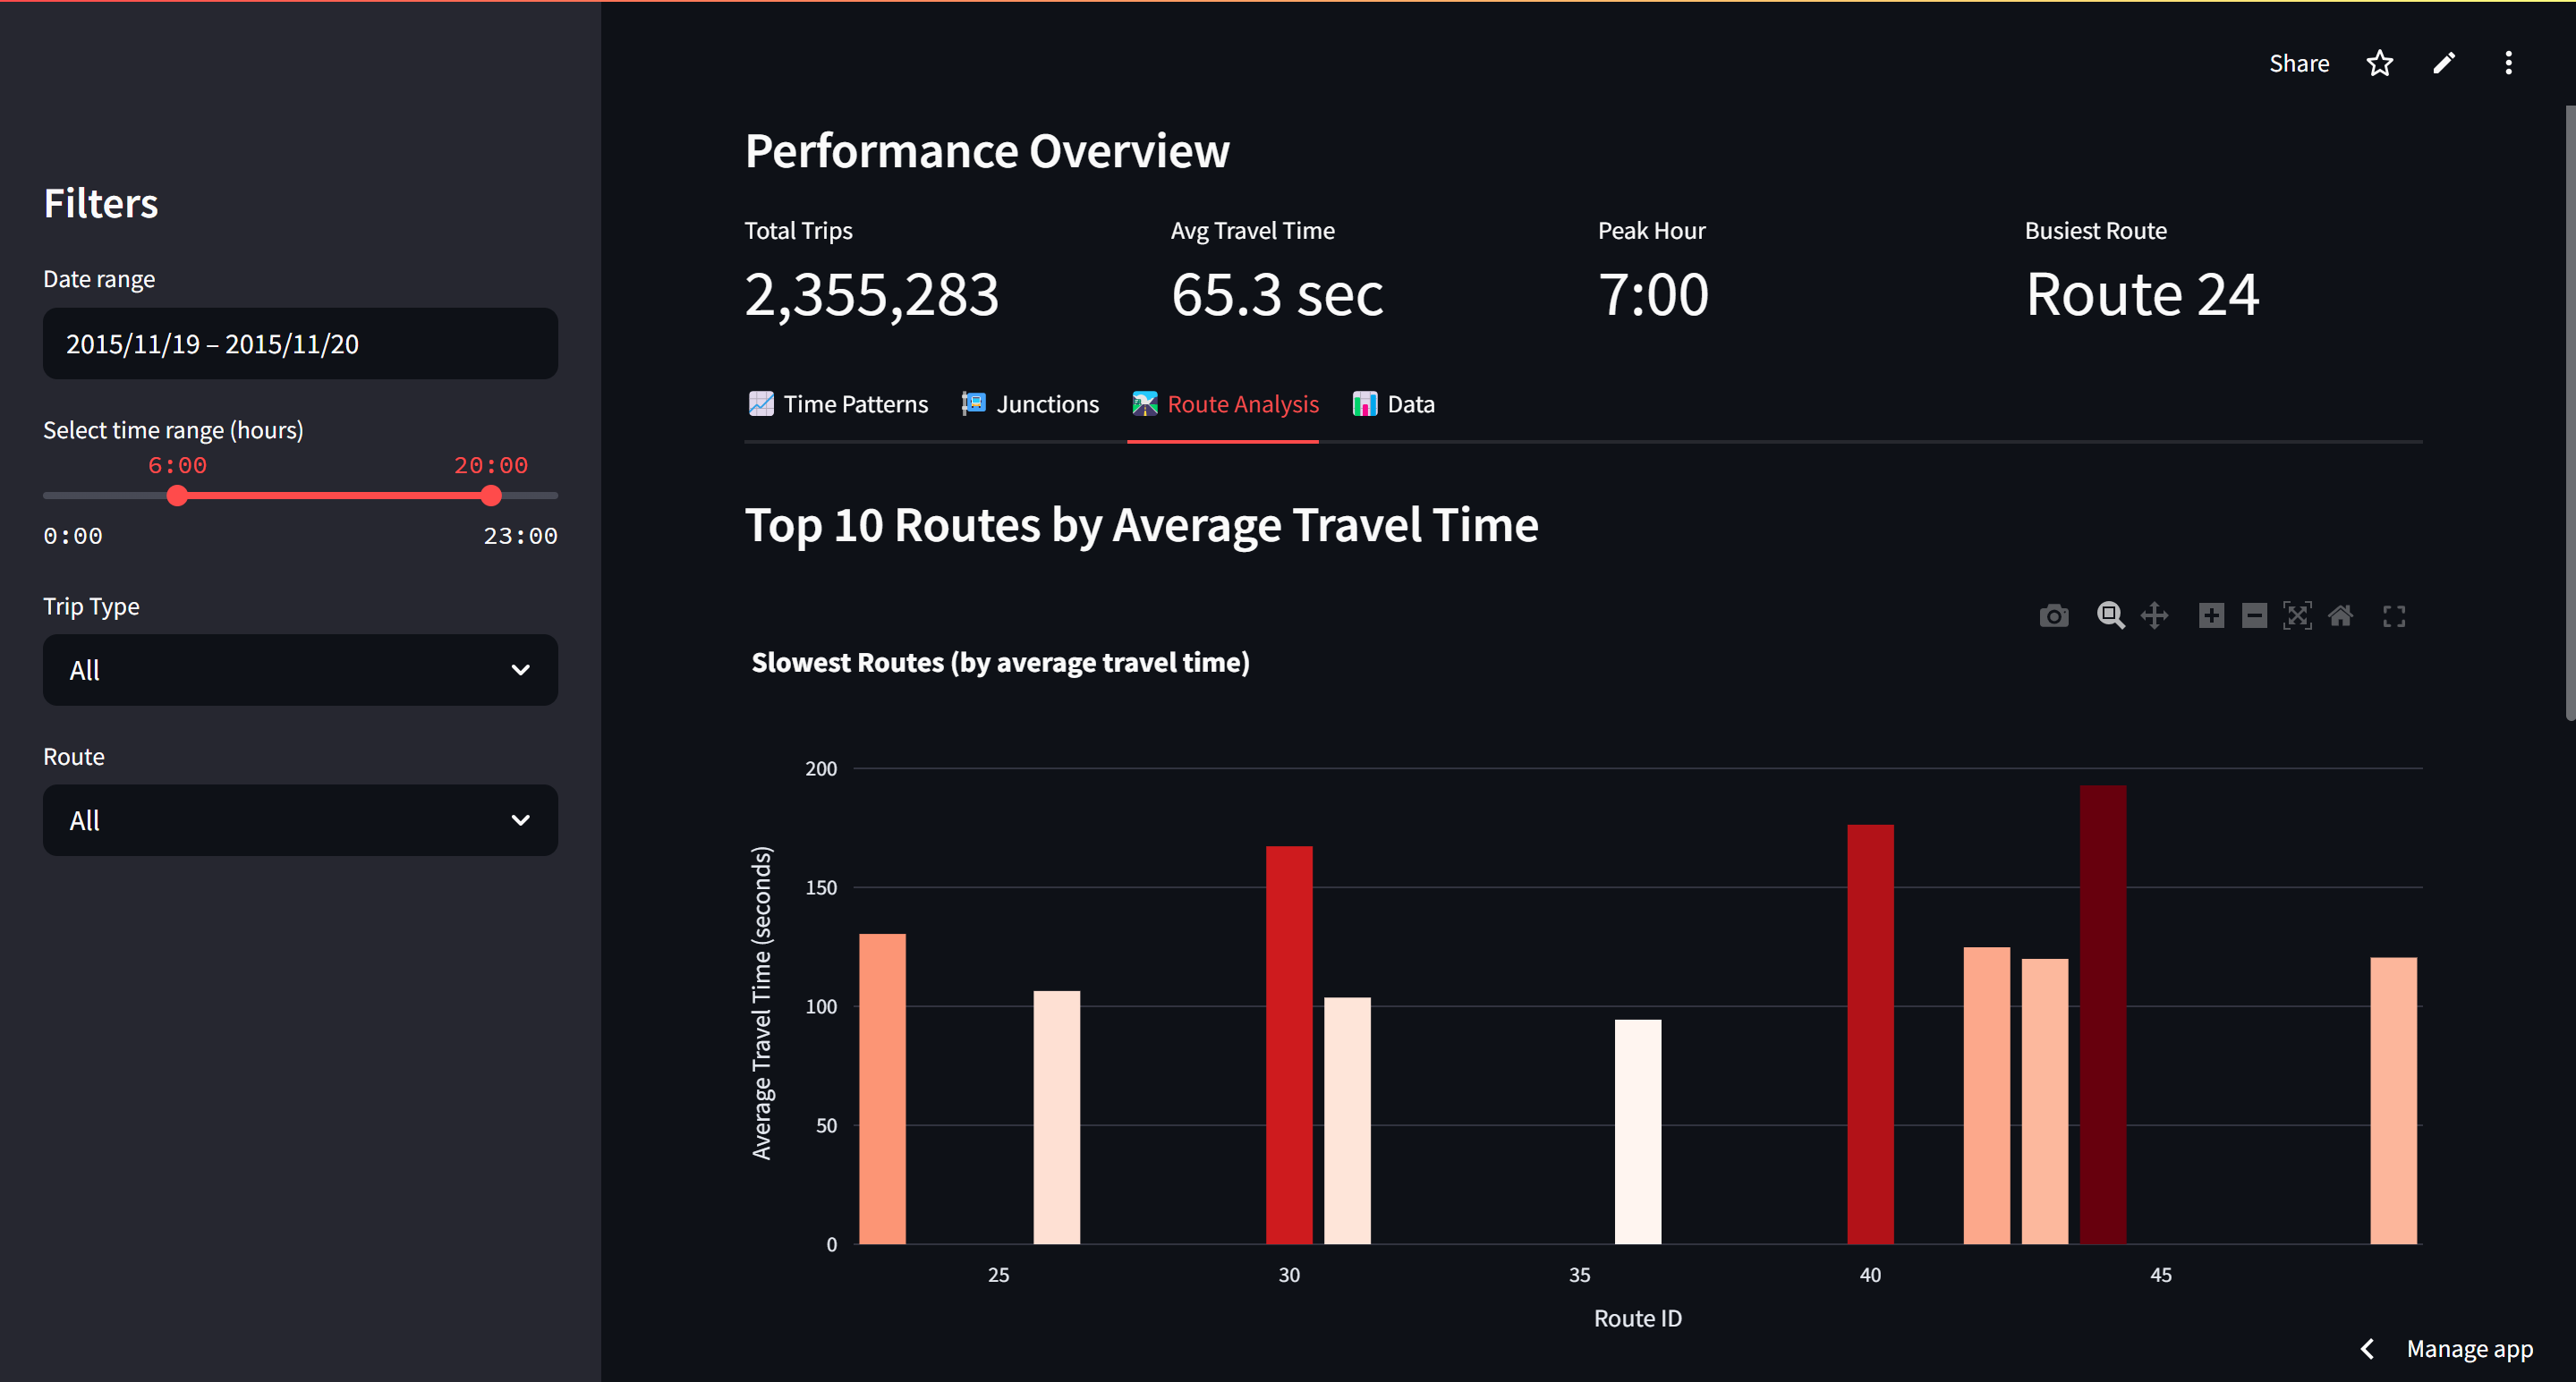 Share
Filters
Date range
2015/11/19 – 2015/11/20
Select time range (hours)
6:00 20:00
0:00 23:00
Trip Type
All
Route
All
Performance Overview
Total Trips
2,355,283
Avg Travel Time
65.3 sec
Peak Hour
7:00
Busiest Route
Route 24
Time Patterns Junctions Route Analysis Data
Top 10 Routes by Average Travel Time
Slowest Routes (by average travel time)
Average Travel Time (seconds)
200
150
100
50
0
25 30 35 40 45
Route ID
Manage app